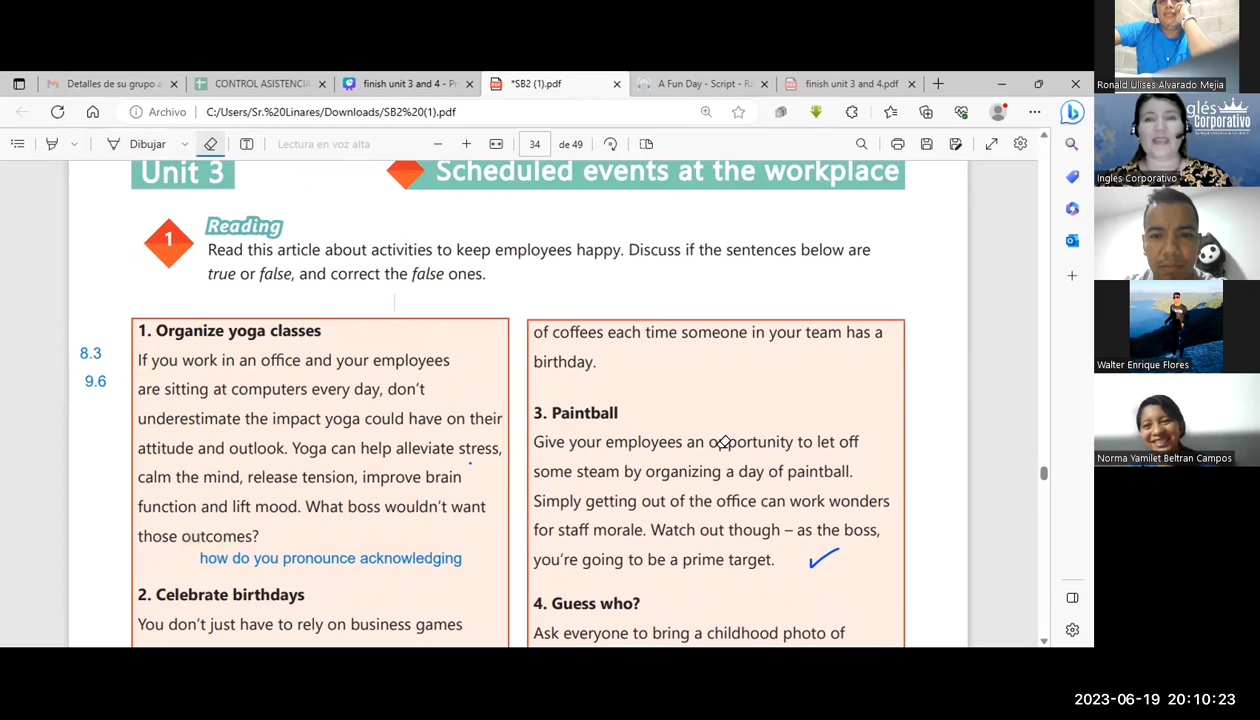 Detalles de su grupo a
CONTROL ASISTENCIA
finish unit 3 and 4 - Pr
*SB2 (1).pdf
A Fun Day - Script - Ra
finish unit 3 and 4.pdf
Archivo
C:/Users/Sr.%20Linares/Downloads/SB2%20(1).pdf
Dibujar
Lectura en voz alta
34
de 49
Unit 3
Scheduled events at the workplace
1
Reading
Read this article about activities to keep employees happy. Discuss if the sentences below are
true or false, and correct the false ones.
8.3
9.6
1. Organize yoga classes
If you work in an office and your employees
are sitting at computers every day, don't
underestimate the impact yoga could have on their
attitude and outlook. Yoga can help alleviate stress,
calm the mind, release tension, improve brain
function and lift mood. What boss wouldn't want
those outcomes?
how do you pronounce acknowledging
2. Celebrate birthdays
You don't just have to rely on business games
of coffees each time someone in your team has a
birthday.
3. Paintball
Give your employees an opportunity to let off
some steam by organizing a day of paintball.
Simply getting out of the office can work wonders
for staff morale. Watch out though – as the boss,
you're going to be a prime target.
4. Guess who?
Ask everyone to bring a childhood photo of
Ronald Ulises Alvarado Mejia
glés
Corporativo
Inglés Corporativo
Walter Enrique Flores
Norma Yamilet Beltran Campos
2023-06-19 20:10:23